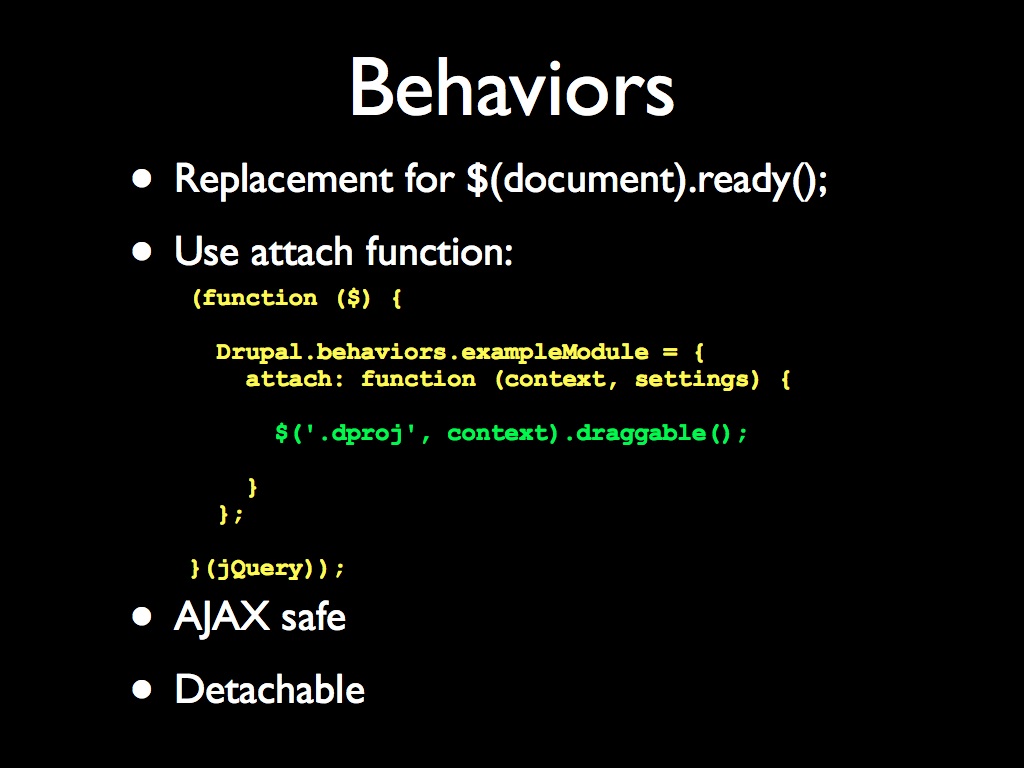 Behaviors
• Replacement for $(document).ready();
• Use attach function:
(function ($) {
Drupal.behaviors.exampleModule = {
attach: function (context, settings) {
$('.dproj', context).draggable();
}
};
}(jQuery));
• AJAX safe
• Detachable